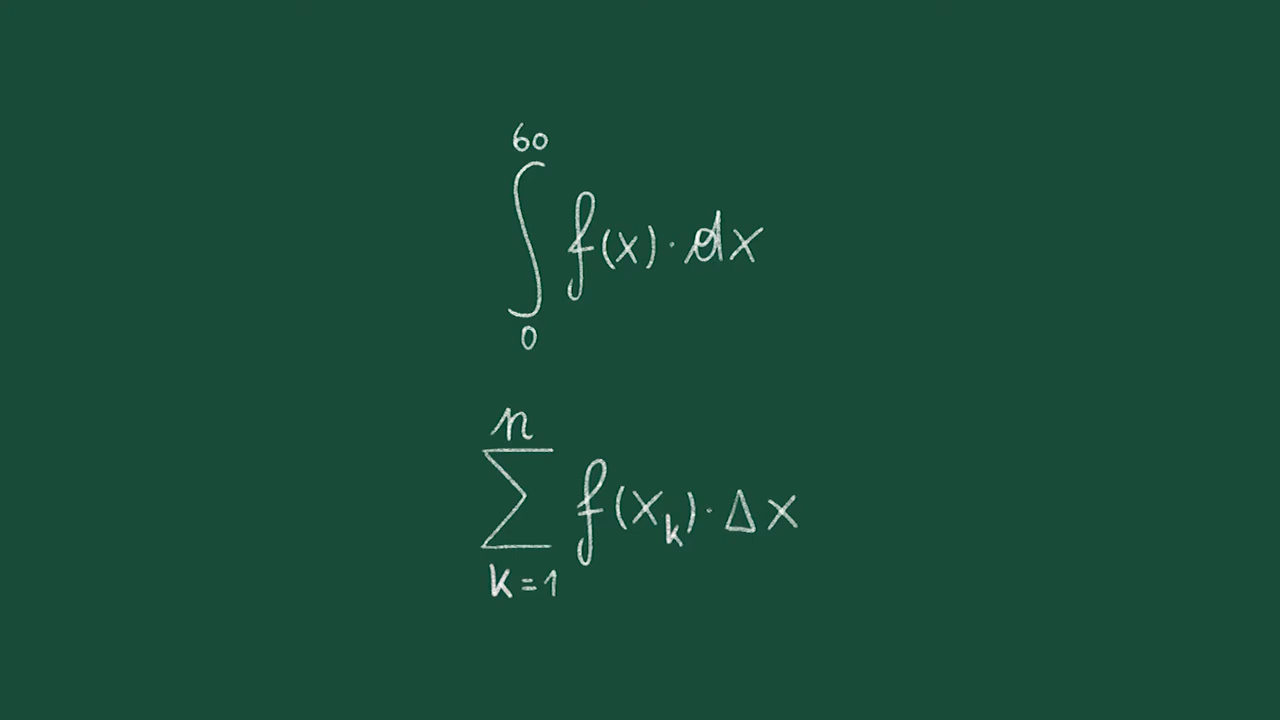 60
∫ f(x)·dx
0
n
∑ f(x_k)·Δx
k=1